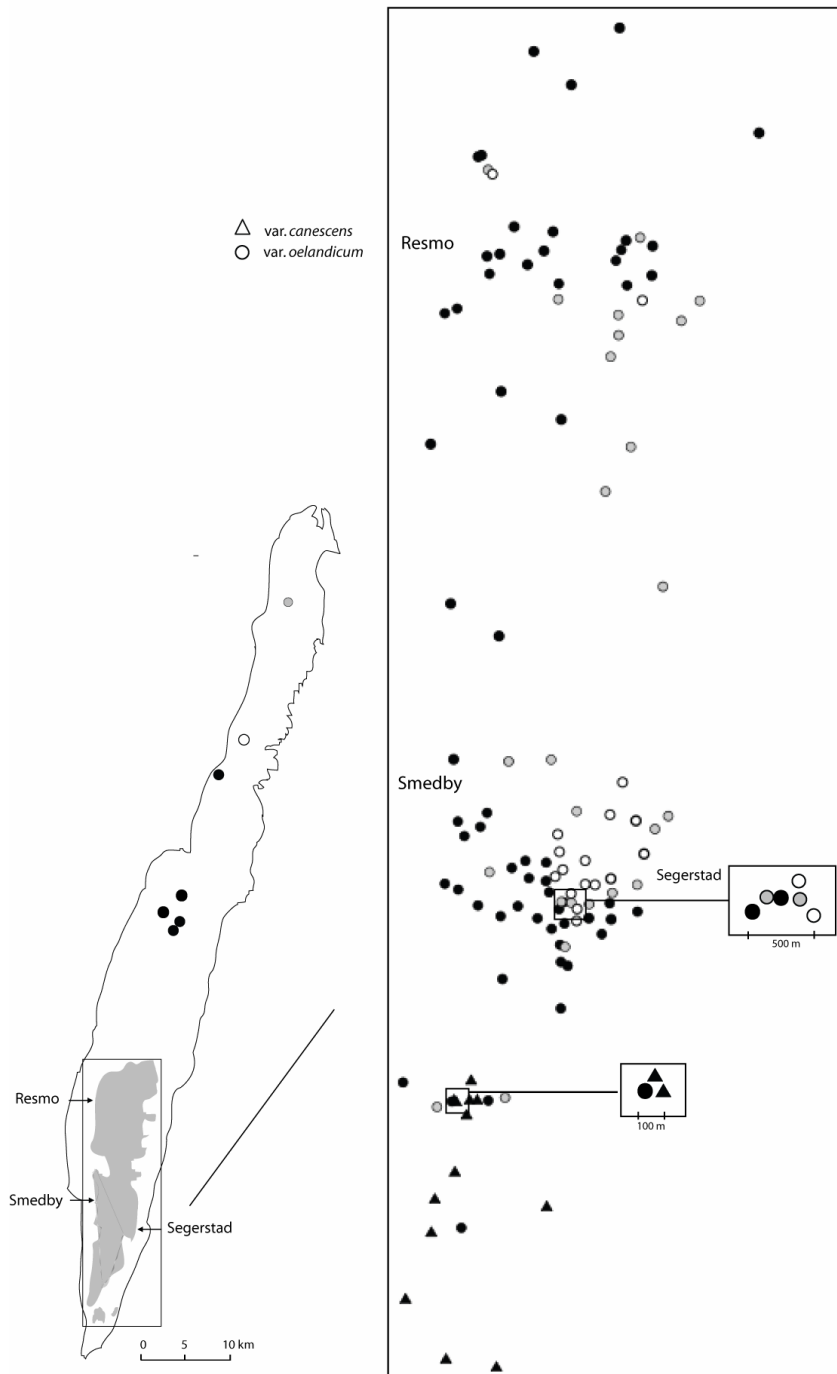 var. canescens
var. oelandicum
Resmo
Smedby
Segerstad
500 m
100 m
Resmo
Smedby
Segerstad
0 5 10 km